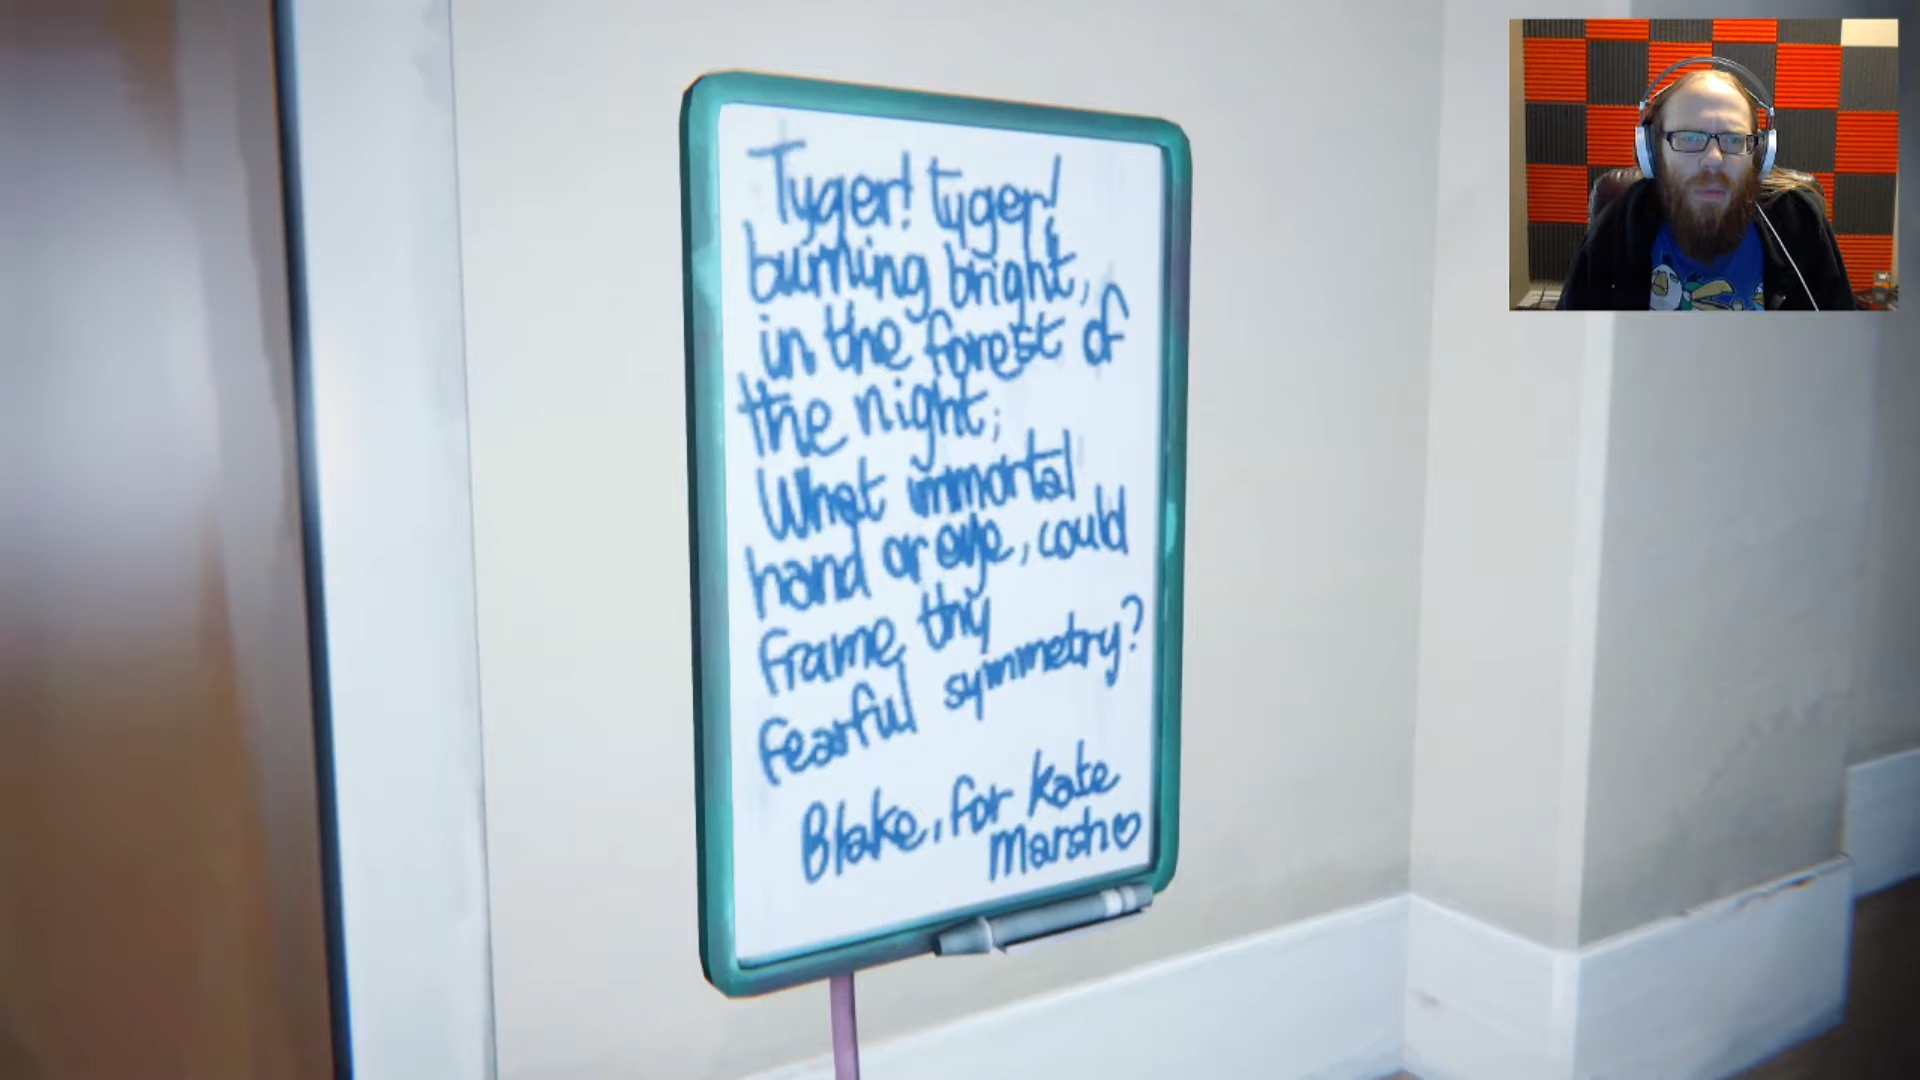 Tyger! tyger!
burning bright,
in the forest of
the night;
What immortal
hand or eye, could
frame thy
fearful symmetry?
Blake, for Kate
Marsh♡